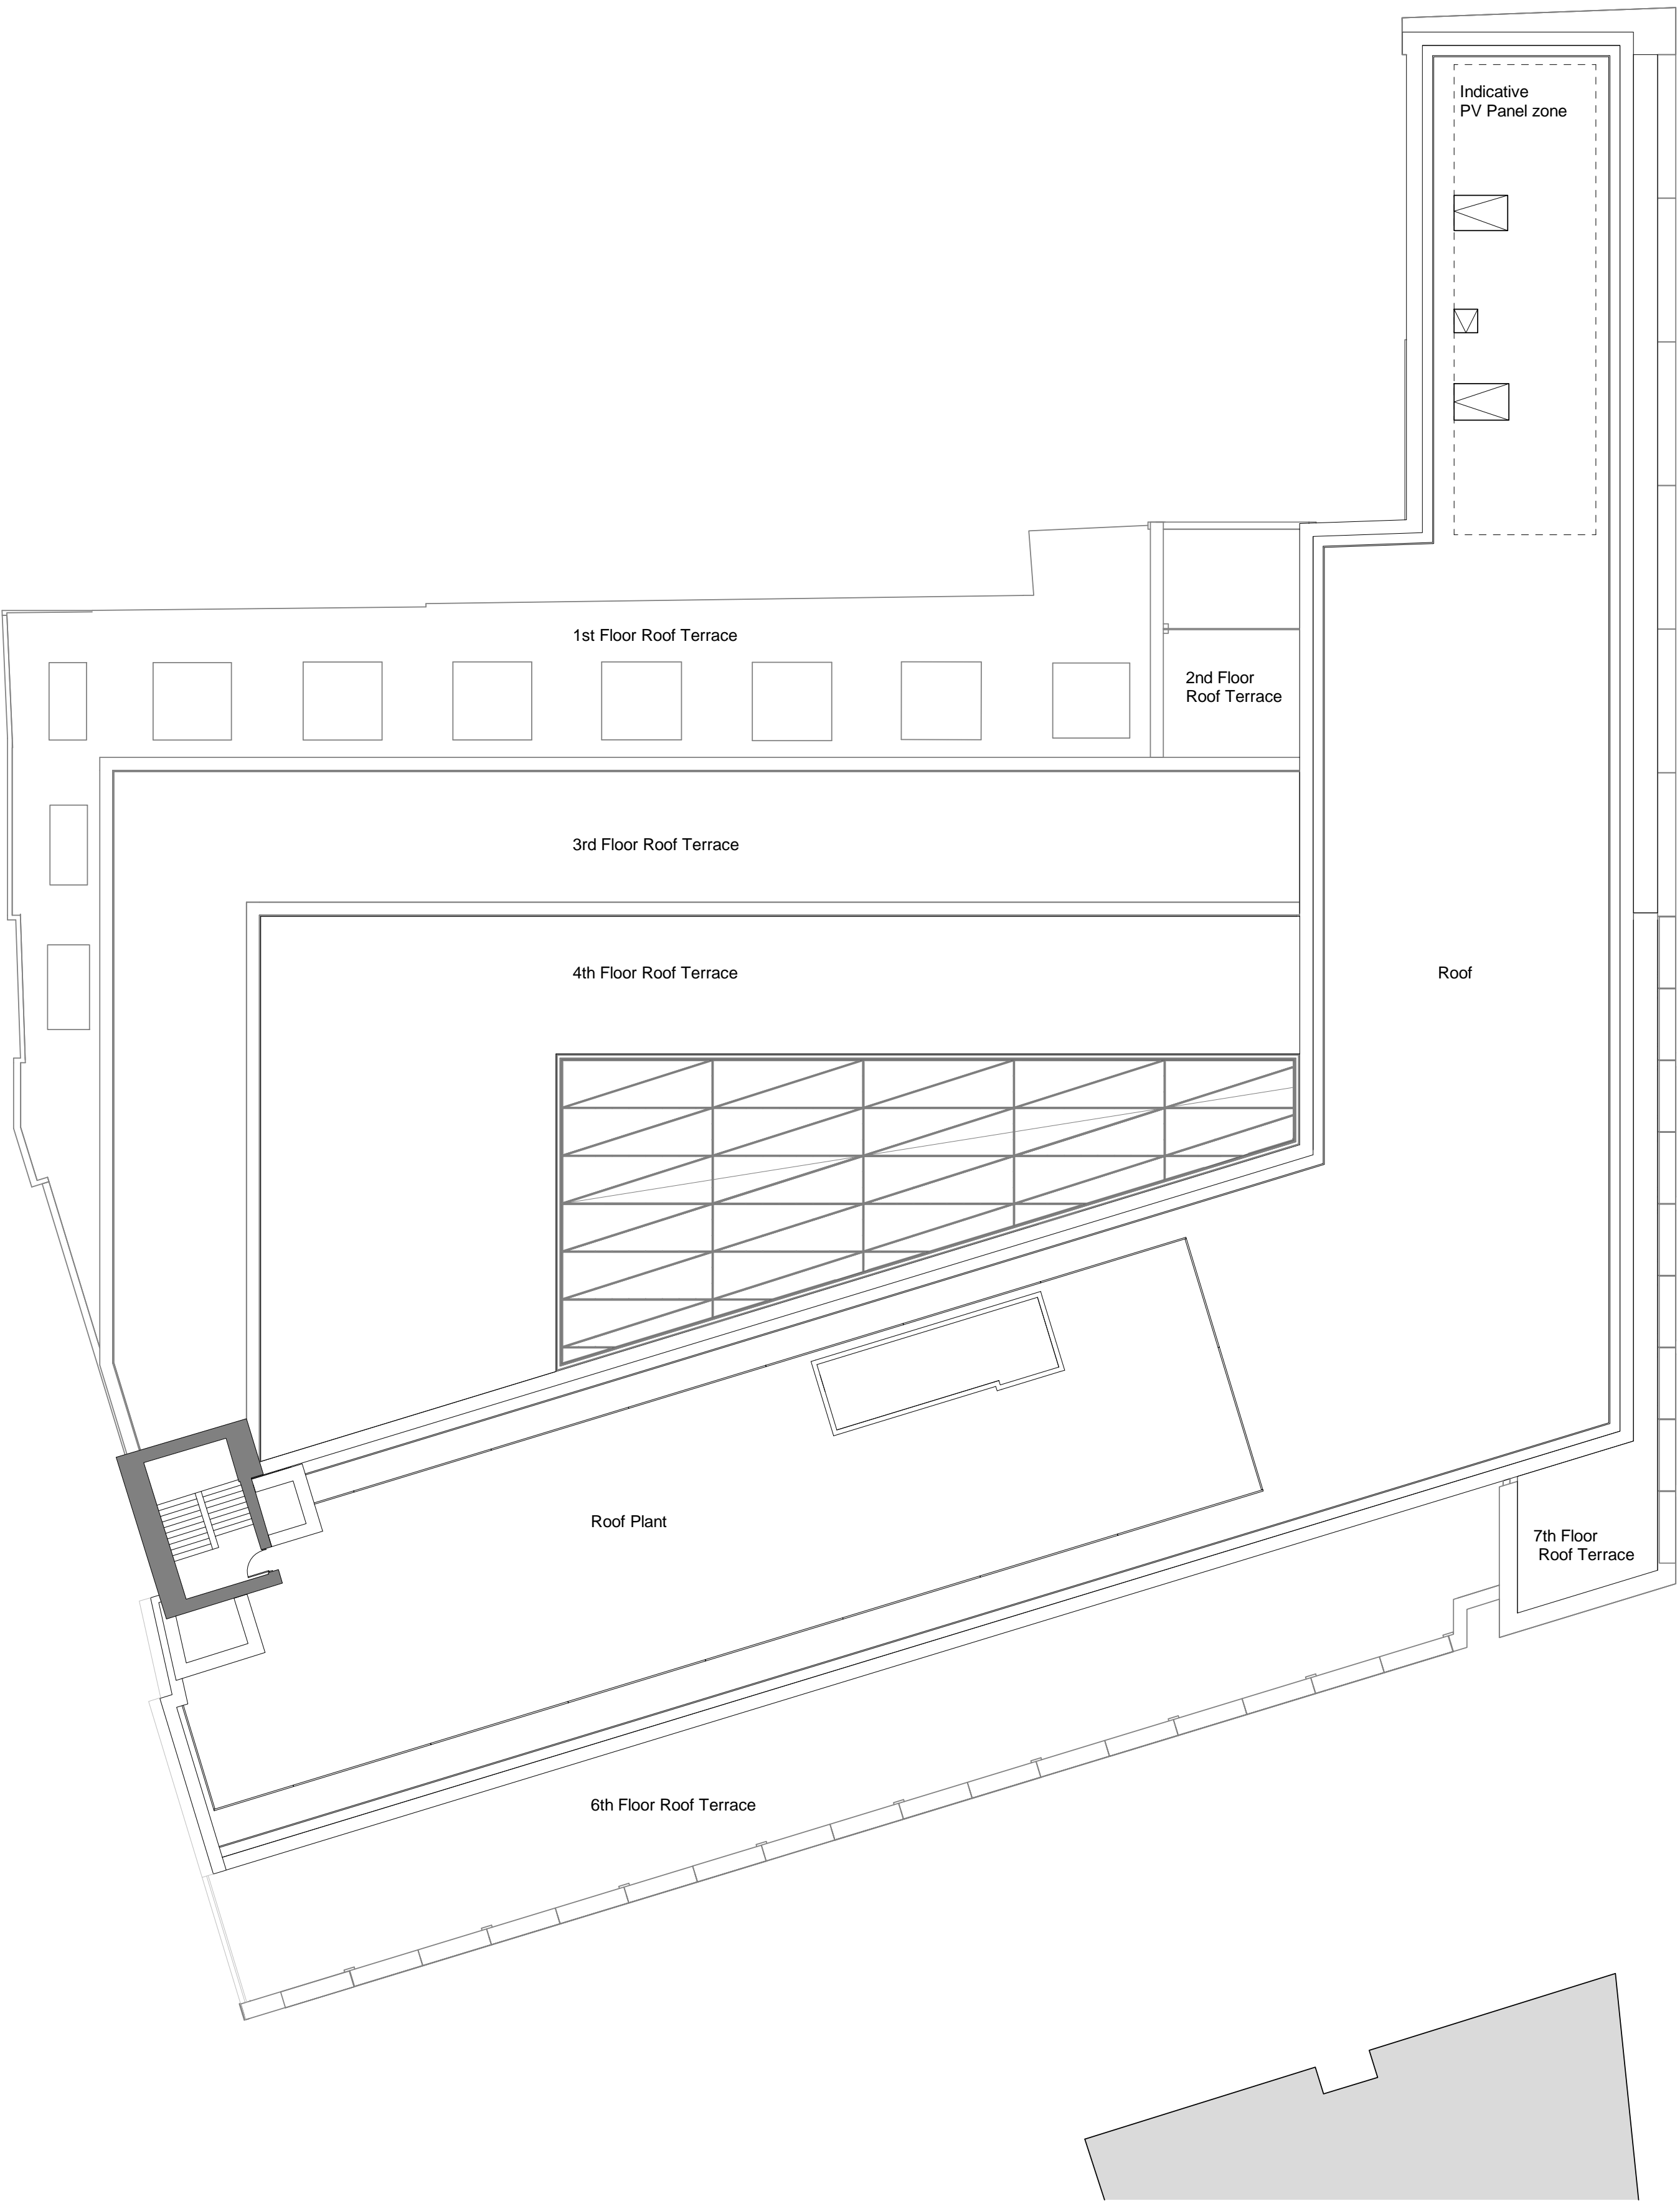 Indicative
PV Panel zone
1st Floor Roof Terrace
2nd Floor
Roof Terrace
3rd Floor Roof Terrace
4th Floor Roof Terrace
Roof
Roof Plant
7th Floor
Roof Terrace
6th Floor Roof Terrace